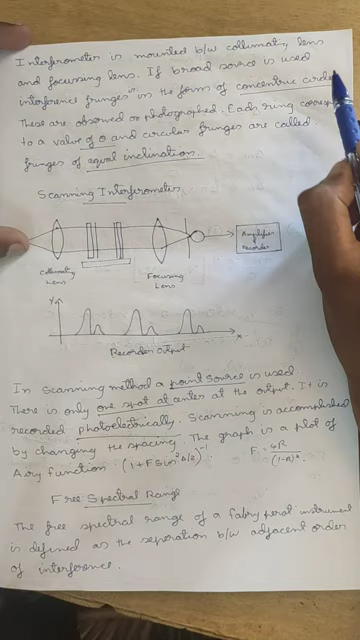 Interferometer is mounted b/w collimating lens
and focussing lens. If broad source is used
interference fringes in the form of concentric circles
These are observed or photographed. Each ring
to a value of θ and circular fringes are called
fringes of equal inclination.
Scanning Interferometer
Collimating Lens
Focusing Lens
Amplifier recorder
y
x
Recorder Output
In Scanning method a point source is used
There is only one spot at center at the output. It is
recorded photoelectrically. Scanning is accomplished
by changing the spacing. The graph is a plot of
Airy function. (1+F sin²Δ/2)⁻¹ F = 4R/(1-R)²
Free Spectral Range
The free spectral range of a fabry perot instrument
is defined as the seperation b/w adjacent order
of interference.